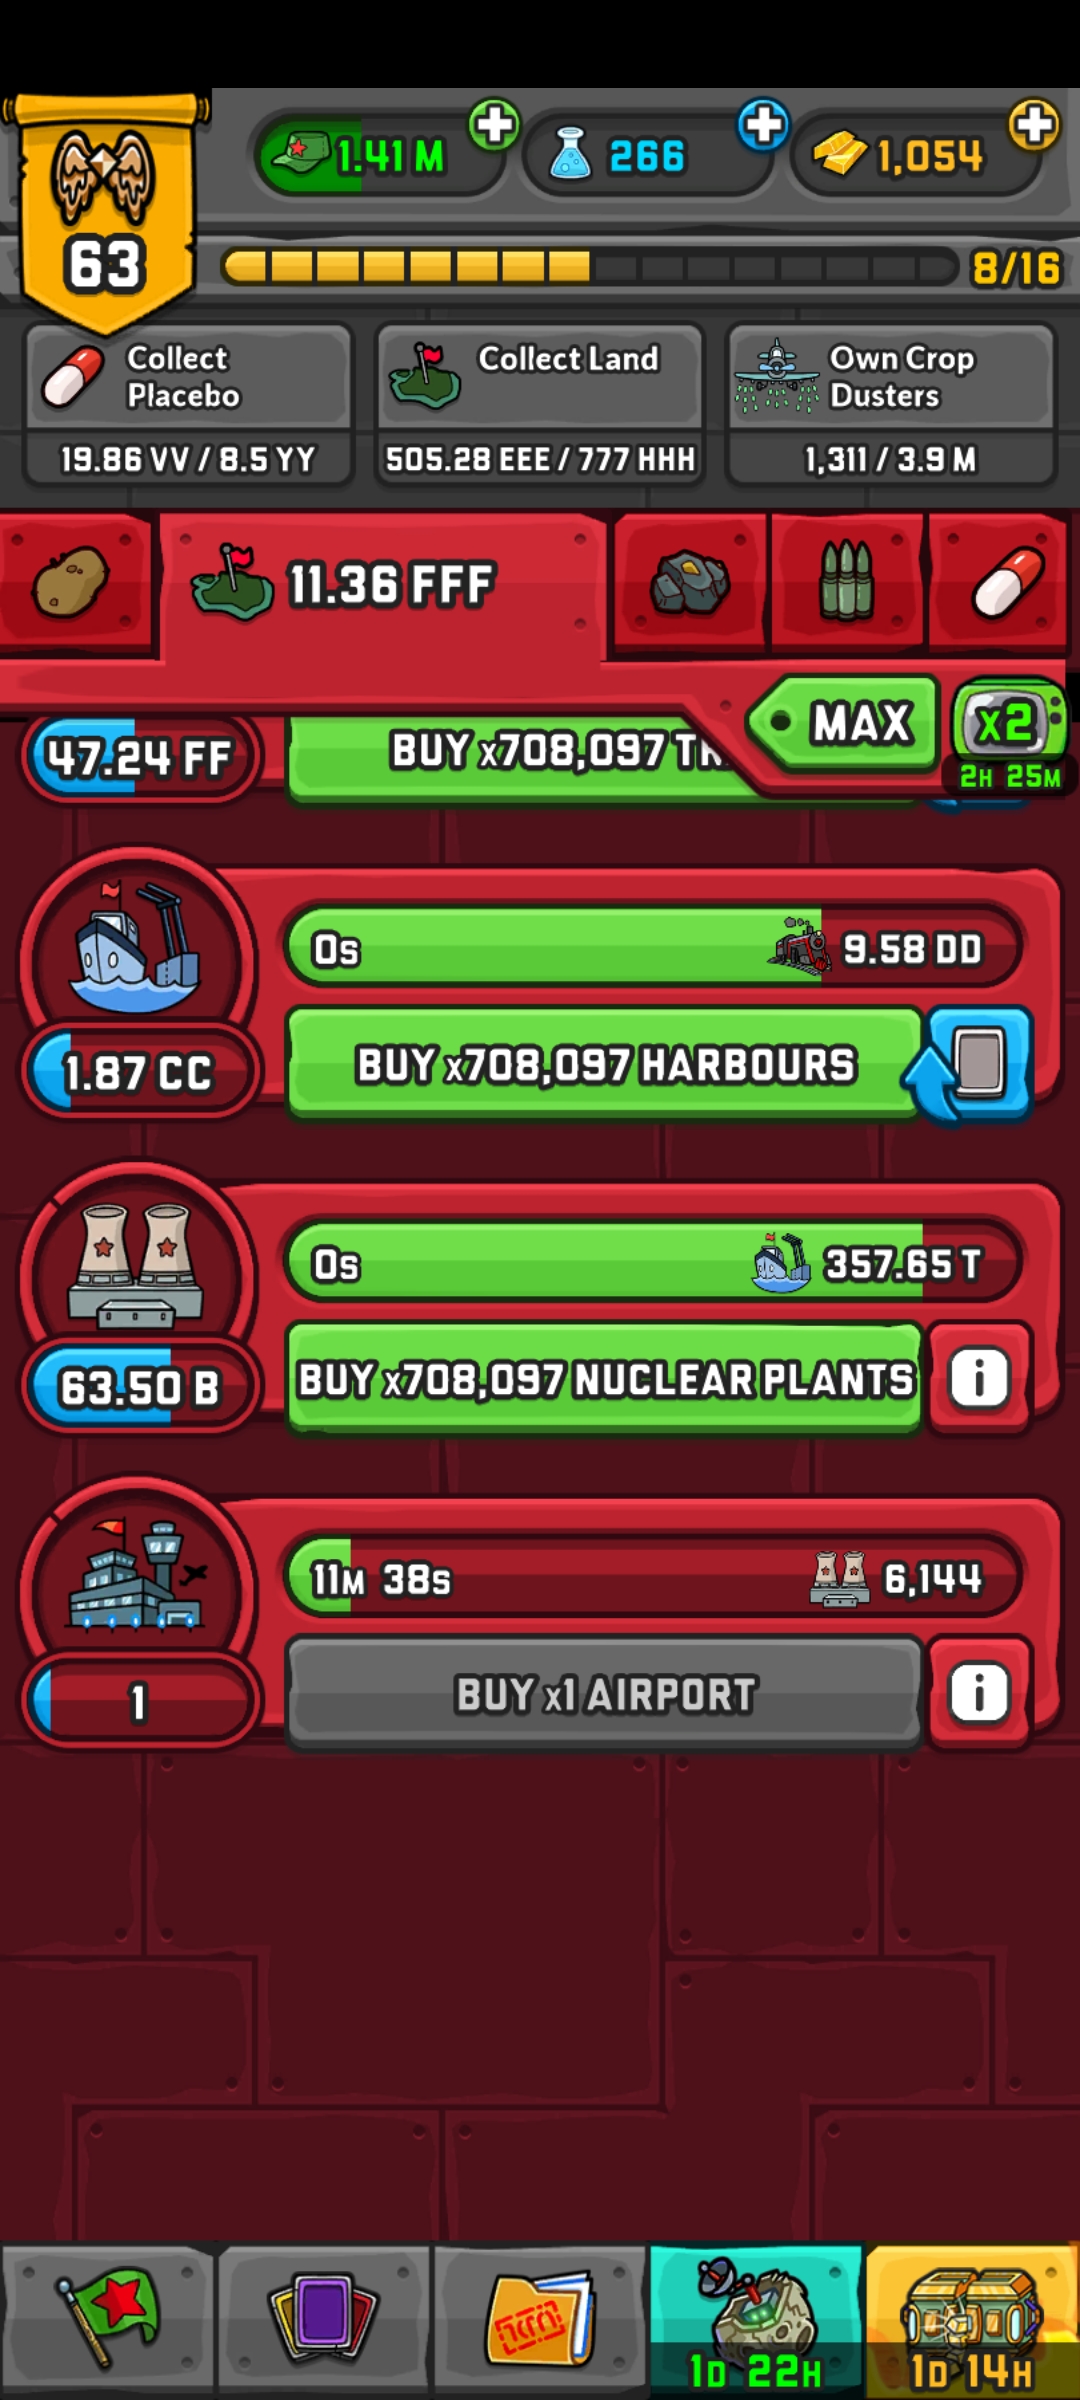 1.41 M
266
1,054
63
8/16
Collect
Placebo
19.86 VV / 8.5 YY
Collect Land
505.28 EEE / 777 HHH
Own Crop
Dusters
1,311 / 3.9 M
11.36 FFF
MAX
x2
2H 25M
47.24 FF
BUY x708,097
0s
9.58 DD
1.87 CC
BUY x708,097 HARBOURS
0s
357.65 T
63.50 B
BUY x708,097 NUCLEAR PLANTS
i
11M 38s
6,144
1
BUY x1 AIRPORT
i
1D 22H
1D 14H